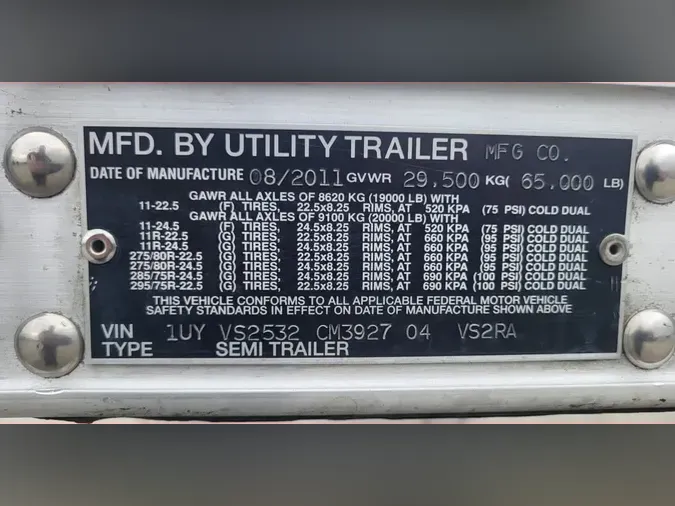 MFD. BY UTILITY TRAILER MFG CO.
DATE OF MANUFACTURE 08/2011 GVWR 29,500 KG( 65,000 LB)
GAWR ALL AXLES OF 8620 KG (19000 LB) WITH
11-22.5 (F) TIRES, 22.5x8.25 RIMS, AT 520 KPA (75 PSI) COLD DUAL
GAWR ALL AXLES OF 9100 KG (20000 LB) WITH
11-24.5 (F) TIRES, 24.5x8.25 RIMS, AT 520 KPA (75 PSI) COLD DUAL
11R-22.5 (G) TIRES, 22.5x8.25 RIMS, AT 660 KPA (95 PSI) COLD DUAL
11R-24.5 (G) TIRES, 24.5x8.25 RIMS, AT 660 KPA (95 PSI) COLD DUAL
275/80R-22.5 (G) TIRES, 22.5x8.25 RIMS, AT 660 KPA (95 PSI) COLD DUAL
275/80R-24.5 (G) TIRES, 24.5x8.25 RIMS, AT 660 KPA (95 PSI) COLD DUAL
285/75R-24.5 (G) TIRES, 24.5x8.25 RIMS, AT 690 KPA (100 PSI) COLD DUAL
295/75R-22.5 (G) TIRES, 22.5x8.25 RIMS, AT 690 KPA (100 PSI) COLD DUAL
THIS VEHICLE CONFORMS TO ALL APPLICABLE FEDERAL MOTOR VEHICLE
SAFETY STANDARDS IN EFFECT ON DATE OF MANUFACTURE SHOWN ABOVE
VIN 1UY VS2532 CM3927 04 VS2RA
TYPE SEMI TRAILER